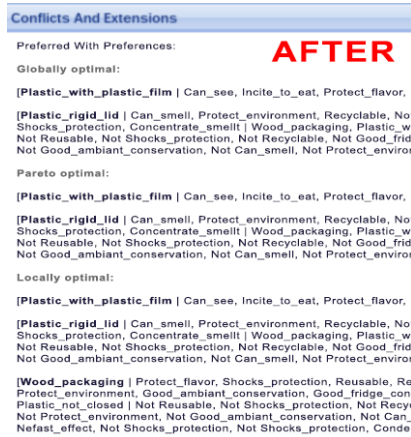 Conflicts And Extensions
Preferred With Preferences:
AFTER
Globally optimal:
[Plastic_with_plastic_film | Can_see, Incite_to_eat, Protect_flavor,
[Plastic_rigid_lid | Can_smell, Protect_environment, Recyclable, No
Shocks_protection, Concentrate_smellt | Wood_packaging, Plastic_w
Not Reusable, Not Shocks_protection, Not Recyclable, Not Good_frid
Not Good_ambiant_conservation, Not Can_smell, Not Protect_enviro
Pareto optimal:
[Plastic_with_plastic_film | Can_see, Incite_to_eat, Protect_flavor,
[Plastic_rigid_lid | Can_smell, Protect_environment, Recyclable, No
Shocks_protection, Concentrate_smellt | Wood_packaging, Plastic_w
Not Reusable, Not Shocks_protection, Not Recyclable, Not Good_frid
Not Good_ambiant_conservation, Not Can_smell, Not Protect_enviro
Locally optimal:
[Plastic_with_plastic_film | Can_see, Incite_to_eat, Protect_flavor,
[Plastic_rigid_lid | Can_smell, Protect_environment, Recyclable, No
Shocks_protection, Concentrate_smellt | Wood_packaging, Plastic_w
Not Reusable, Not Shocks_protection, Not Recyclable, Not Good_frid
Not Good_ambiant_conservation, Not Can_smell, Not Protect_enviro
[Wood_packaging | Protect_flavor, Shocks_protection, Reusable, Re
Protect_environment, Good_ambiant_conservation, Good_fridge_con
Plastic_not_closed | Not Reusable, Not Shocks_protection, Not Recy
Not Protect_environment, Not Good_ambiant_conservation, Not Can_
Nefast_effect, Not Shocks_protection, Not Shocks_protection, Conde